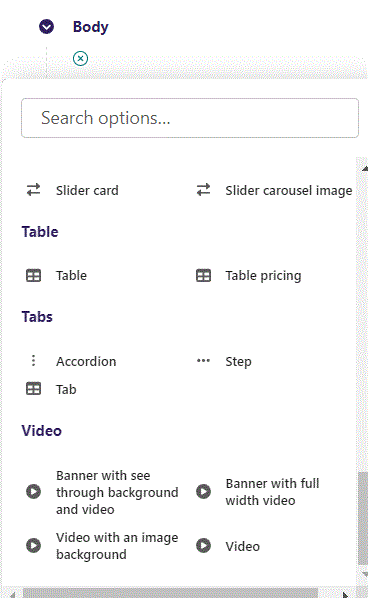 Body
Search options...
Slider card
Slider carousel image
Table
Table
Table pricing
Tabs
Accordion
Step
Tab
Video
Banner with see
through background
and video
Banner with full
width video
Video with an image
background
Video